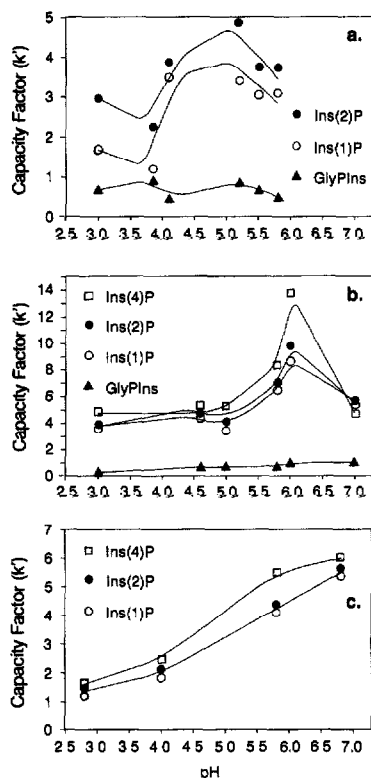 a.
Capacity Factor (k')
5
4
3
2
1
0
Ins(2)P
Ins(1)P
GlyPIns
2.5 3.0 3.5 4.0 4.5 5.0 5.5 6.0 6.5 7.0
b.
Capacity Factor (k')
14
12
10
8
6
4
2
0
Ins(4)P
Ins(2)P
Ins(1)P
GlyPIns
2.5 3.0 3.5 4.0 4.5 5.0 5.5 6.0 6.5 7.0
c.
Capacity Factor (k')
7
6
5
4
3
2
1
0
Ins(4)P
Ins(2)P
Ins(1)P
2.5 3.0 3.5 4.0 4.5 5.0 5.5 6.0 6.5 7.0
pH